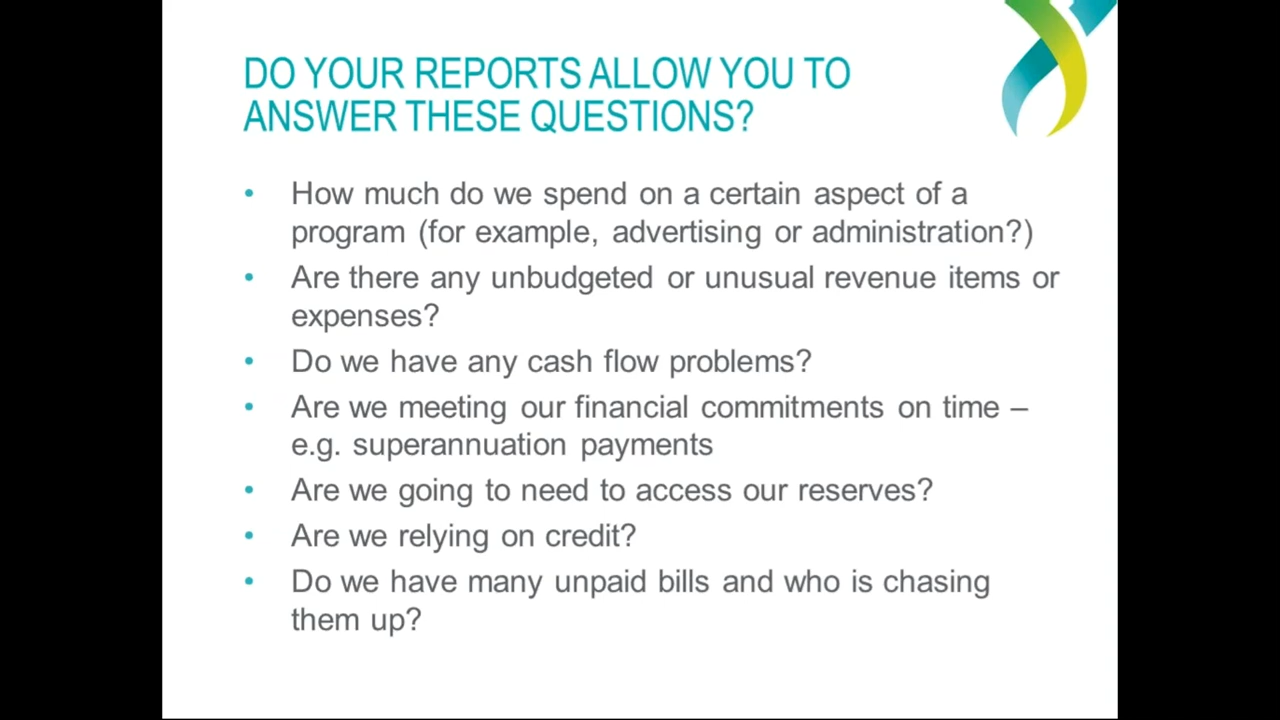 DO YOUR REPORTS ALLOW YOU TO
ANSWER THESE QUESTIONS?
• How much do we spend on a certain aspect of a
program (for example, advertising or administration?)
• Are there any unbudgeted or unusual revenue items or
expenses?
• Do we have any cash flow problems?
• Are we meeting our financial commitments on time –
e.g. superannuation payments
• Are we going to need to access our reserves?
• Are we relying on credit?
• Do we have many unpaid bills and who is chasing
them up?